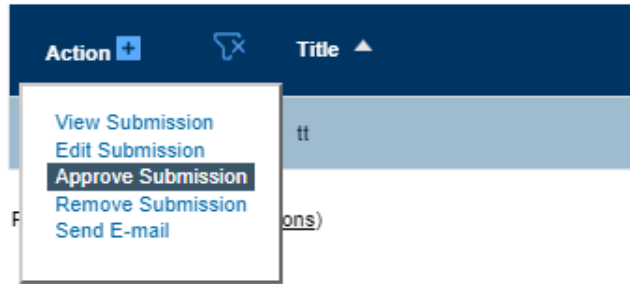 Action + Title
View Submission
tt
Edit Submission
Approve Submission
Remove Submission
ons)
Send E-mail